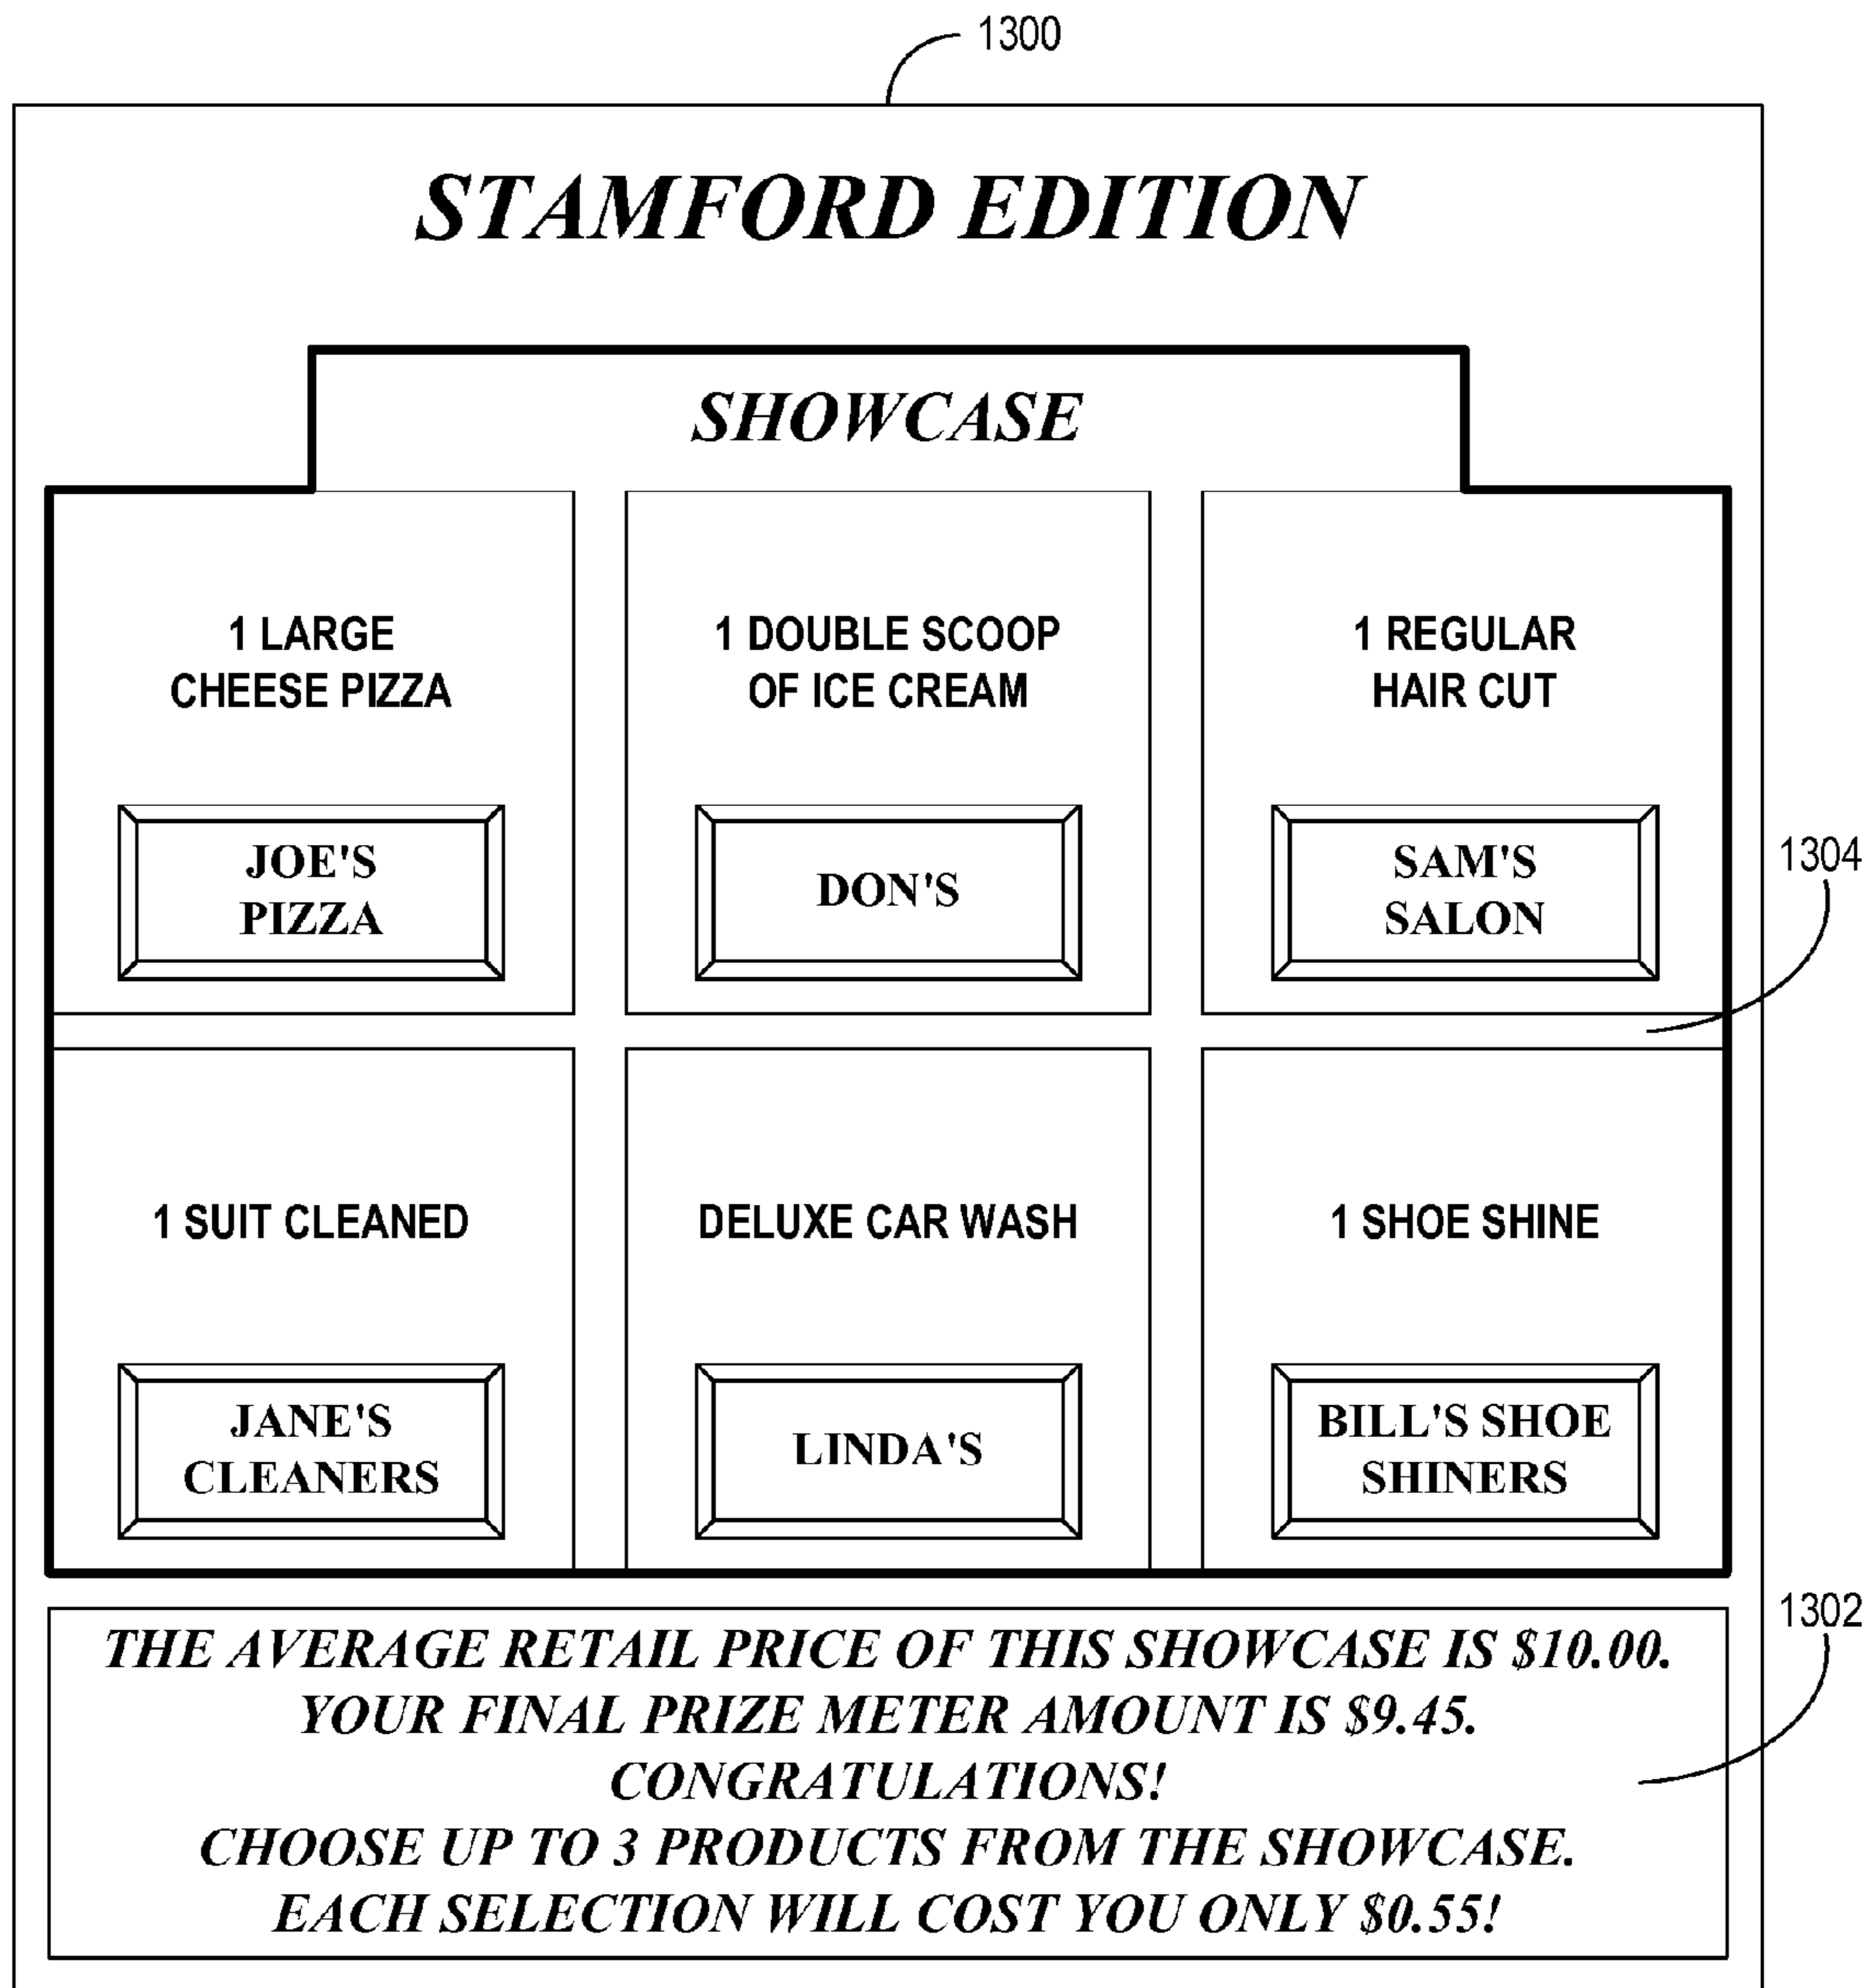 1300
STAMFORD EDITION
SHOWCASE
1 LARGE
CHEESE PIZZA
JOE'S
PIZZA
1 DOUBLE SCOOP
OF ICE CREAM
DON'S
1 REGULAR
HAIR CUT
SAM'S
SALON
1304
1 SUIT CLEANED
JANE'S
CLEANERS
DELUXE CAR WASH
LINDA'S
1 SHOE SHINE
BILL'S SHOE
SHINERS
1302
THE AVERAGE RETAIL PRICE OF THIS SHOWCASE IS $10.00.
YOUR FINAL PRIZE METER AMOUNT IS $9.45.
CONGRATULATIONS!
CHOOSE UP TO 3 PRODUCTS FROM THE SHOWCASE.
EACH SELECTION WILL COST YOU ONLY $0.55!